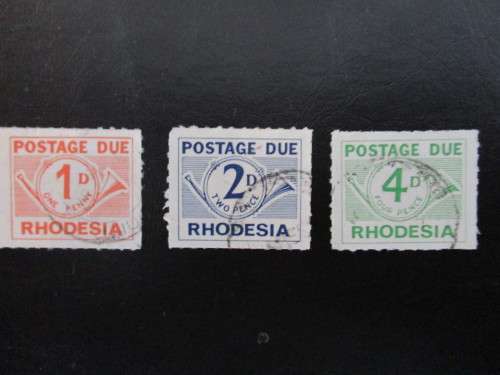 POSTAGE DUE
1D
ONE PENNY
RHODESIA
POSTAGE DUE
2D
TWO PENCE
RHODESIA
POSTAGE DUE
4D
FOUR PENCE
RHODESIA